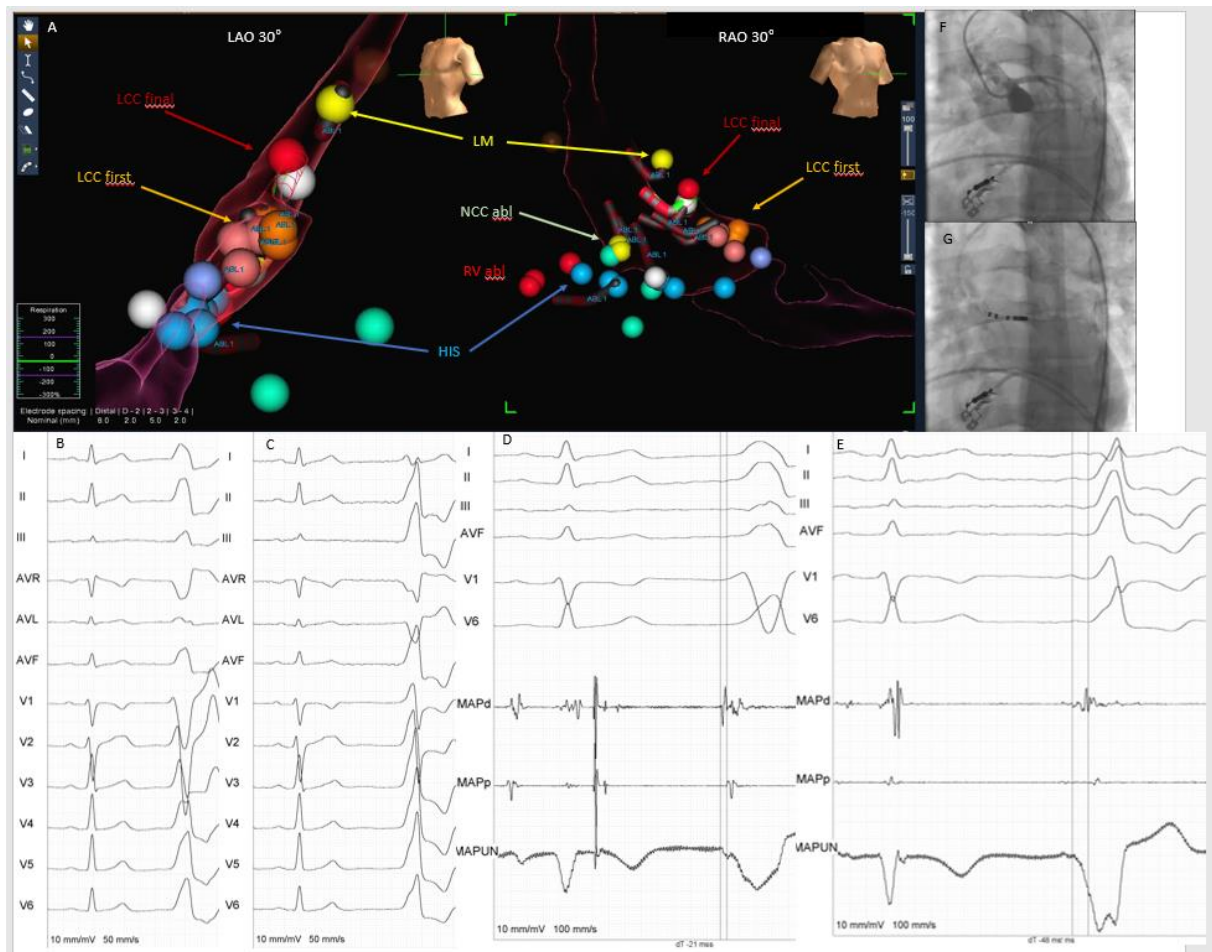 A
LAO 30°
RAO 30°
F
LCC final
LM
LCC final
LCC first
LCC first
NCC abl
RV abl
HIS
ABL 1
Respiration
300
200
100
0
-100
-200
-300%
Electrode spacing: | Distal | D - 2 | 2 - 3 | 3 - 4 |
Nominal (mm) 8.0 2.0 5.0 2.0
100
G
B
C
D
E
I
II
III
AVR
AVL
AVF
V1
V2
V3
V4
V5
V6
10 mm/mV 50 mm/s
I
II
III
AVR
AVL
AVF
V1
V2
V3
V4
V5
V6
10 mm/mV 50 mm/s
I
II
III
AVF
V1
V6
MAPd
MAPp
MAPUN
10 mm/mV 100 mm/s
dT -21 mss
I
II
III
AVF
V1
V6
MAPd
MAPp
MAPUN
10 mm/mV 100 mm/s
dT -48 ms' ms